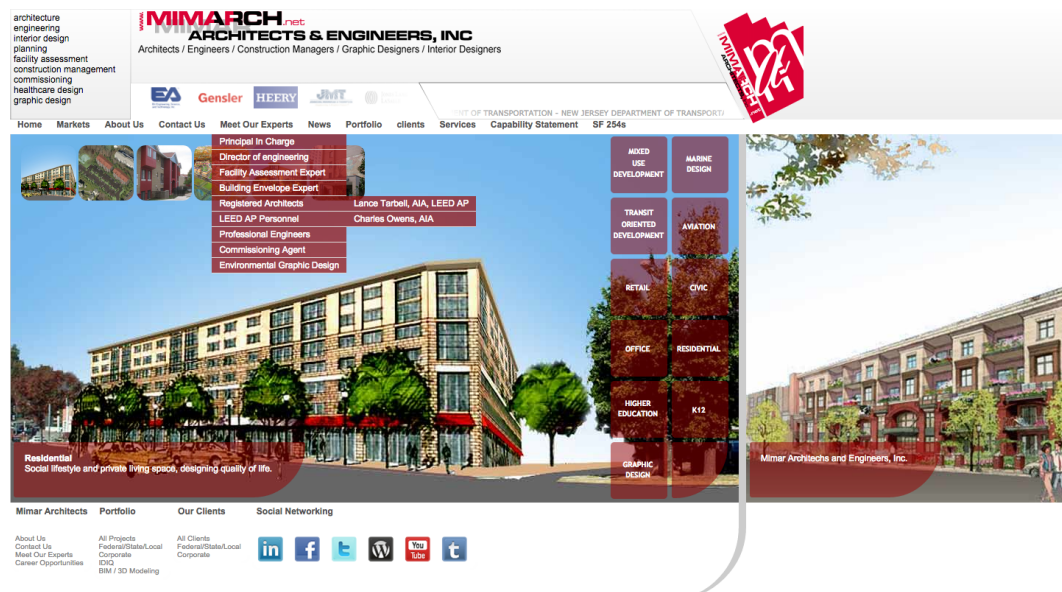 architecture
engineering
interior design
planning
facility assessment
construction management
commissioning
healthcare design
graphic design
www.MIMARCH.net
ARCHITECTS & ENGINEERS, INC
Architects / Engineers / Construction Managers / Graphic Designers / Interior Designers
MIMARCH
EA Gensler HEERY JMT
OF TRANSPORTATION - NEW JERSEY DEPARTMENT OF TRANSPORT
Home Markets About Us Contact Us Meet Our Experts News Portfolio clients Services Capability Statement SF 254s
Principal In Charge
Director of engineering
Facility Assessment Expert
Building Envelope Expert
Registered Architects Lance Tarbell, AIA, LEED AP
LEED AP Personnel Charles Owens, AIA
Professional Engineers
Commissioning Agent
Environmental Graphic Design
MIXED
USE
DEVELOPMENT
MARINE
DESIGN
TRANSIT
ORIENTED
DEVELOPMENT
AVIATION
RETAIL
CIVIC
OFFICE
RESIDENTIAL
HIGHER
EDUCATION
K12
GRAPHIC
DESIGN
Residential
Social lifestyle and private living space, designing quality of life.
Mimar Architechs and Engineers, Inc.
Mimar Architects Portfolio Our Clients Social Networking
About Us
Contact Us
Meet Our Experts
Career Opportunities
All Projects
Federal/State/Local
Corporate
IDIQ
BIM / 3D Modeling
All Clients
Federal/State/Local
Corporate
in f t W You Tube t